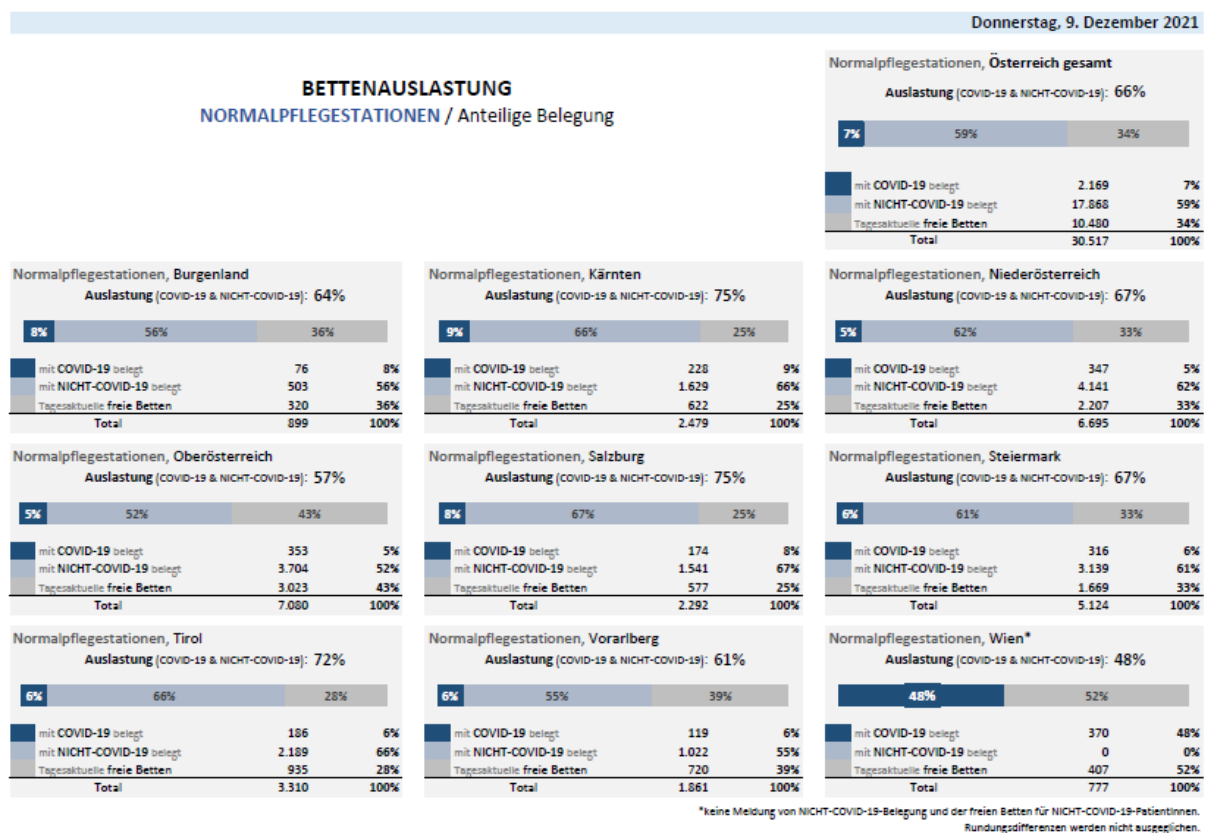 Donnerstag, 9. Dezember 2021
BETTENAUSLASTUNG
NORMALPFLEGESTATIONEN / Anteilige Belegung
Normalpflegestationen, Österreich gesamt
Auslastung (COVID-19 & NICHT-COVID-19): 66%
7% 59% 34%
mit COVID-19 belegt 2.169 7%
mit NICHT-COVID-19 belegt 17.868 59%
Tagesaktuelle freie Betten 10.480 34%
Total 30.517 100%
Normalpflegestationen, Burgenland
Auslastung (COVID-19 & NICHT-COVID-19): 64%
8% 56% 36%
mit COVID-19 belegt 76 8%
mit NICHT-COVID-19 belegt 503 56%
Tagesaktuelle freie Betten 320 36%
Total 899 100%
Normalpflegestationen, Kärnten
Auslastung (COVID-19 & NICHT-COVID-19): 75%
9% 66% 25%
mit COVID-19 belegt 228 9%
mit NICHT-COVID-19 belegt 1.629 66%
Tagesaktuelle freie Betten 622 25%
Total 2.479 100%
Normalpflegestationen, Niederösterreich
Auslastung (COVID-19 & NICHT-COVID-19): 67%
5% 62% 33%
mit COVID-19 belegt 347 5%
mit NICHT-COVID-19 belegt 4.141 62%
Tagesaktuelle freie Betten 2.207 33%
Total 6.695 100%
Normalpflegestationen, Oberösterreich
Auslastung (COVID-19 & NICHT-COVID-19): 57%
5% 52% 43%
mit COVID-19 belegt 353 5%
mit NICHT-COVID-19 belegt 3.704 52%
Tagesaktuelle freie Betten 3.023 43%
Total 7.080 100%
Normalpflegestationen, Salzburg
Auslastung (COVID-19 & NICHT-COVID-19): 75%
8% 67% 25%
mit COVID-19 belegt 174 8%
mit NICHT-COVID-19 belegt 1.541 67%
Tagesaktuelle freie Betten 577 25%
Total 2.292 100%
Normalpflegestationen, Steiermark
Auslastung (COVID-19 & NICHT-COVID-19): 67%
6% 61% 33%
mit COVID-19 belegt 316 6%
mit NICHT-COVID-19 belegt 3.139 61%
Tagesaktuelle freie Betten 1.669 33%
Total 5.124 100%
Normalpflegestationen, Tirol
Auslastung (COVID-19 & NICHT-COVID-19): 72%
6% 66% 28%
mit COVID-19 belegt 186 6%
mit NICHT-COVID-19 belegt 2.189 66%
Tagesaktuelle freie Betten 935 28%
Total 3.310 100%
Normalpflegestationen, Vorarlberg
Auslastung (COVID-19 & NICHT-COVID-19): 61%
6% 55% 39%
mit COVID-19 belegt 119 6%
mit NICHT-COVID-19 belegt 1.022 55%
Tagesaktuelle freie Betten 720 39%
Total 1.861 100%
Normalpflegestationen, Wien*
Auslastung (COVID-19 & NICHT-COVID-19): 48%
48% 52%
mit COVID-19 belegt 370 48%
mit NICHT-COVID-19 belegt 0 0%
Tagesaktuelle freie Betten 407 52%
Total 777 100%
*keine Meldung von NICHT-COVID-19-Belegung und der freien Betten für NICHT-COVID-19-PatientInnen.
Rundungsdifferenzen werden nicht ausgeglichen.